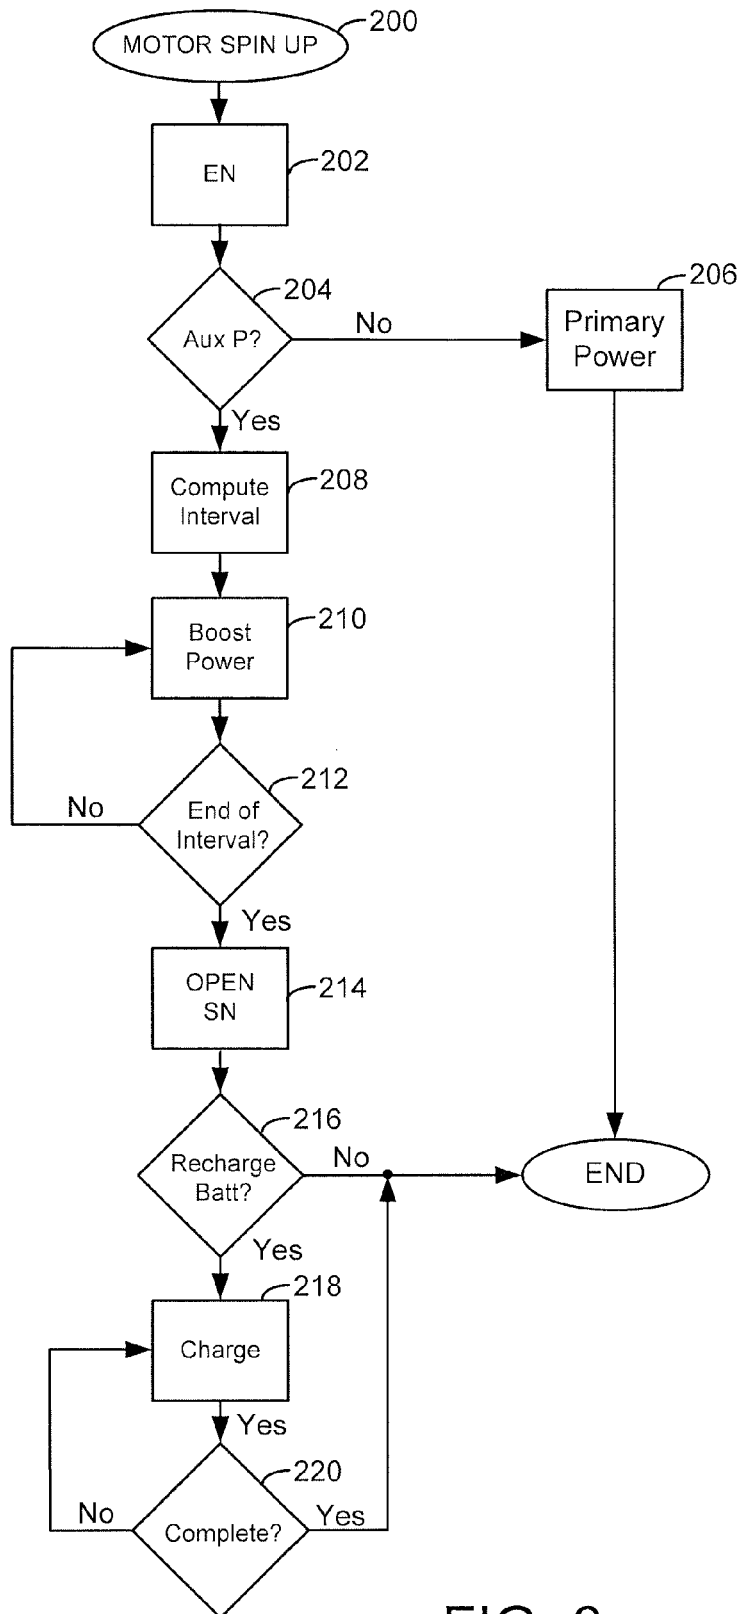 MOTOR SPIN UP
200
EN
202
Aux P?
204
No
Primary
Power
206
Yes
Compute
Interval
208
Boost
Power
210
End of
Interval?
212
No
Yes
OPEN
SN
214
Recharge
Batt?
216
No
END
Yes
Charge
218
Yes
Complete?
220
No
Yes
FIG.